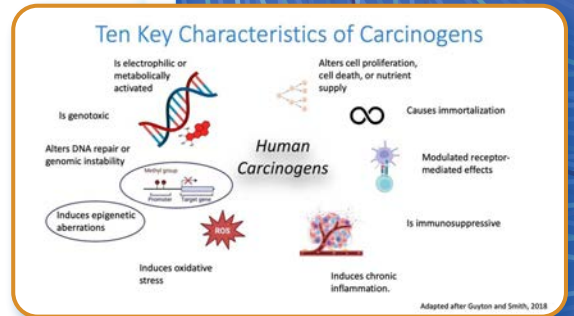 Ten Key Characteristics of Carcinogens
Is electrophilic or
metabolically
activated
Alters cell proliferation,
cell death, or nutrient
supply
Is genotoxic
Causes immortalization
Alters DNA repair or
genomic instability
Human
Carcinogens
Modulated receptor-
mediated effects
Methyl group
Promoter
Target gene
Induces epigenetic
aberrations
ROS
Is immunosuppressive
Induces oxidative
stress
Induces chronic
inflammation.
Adapted after Guyton and Smith, 2018